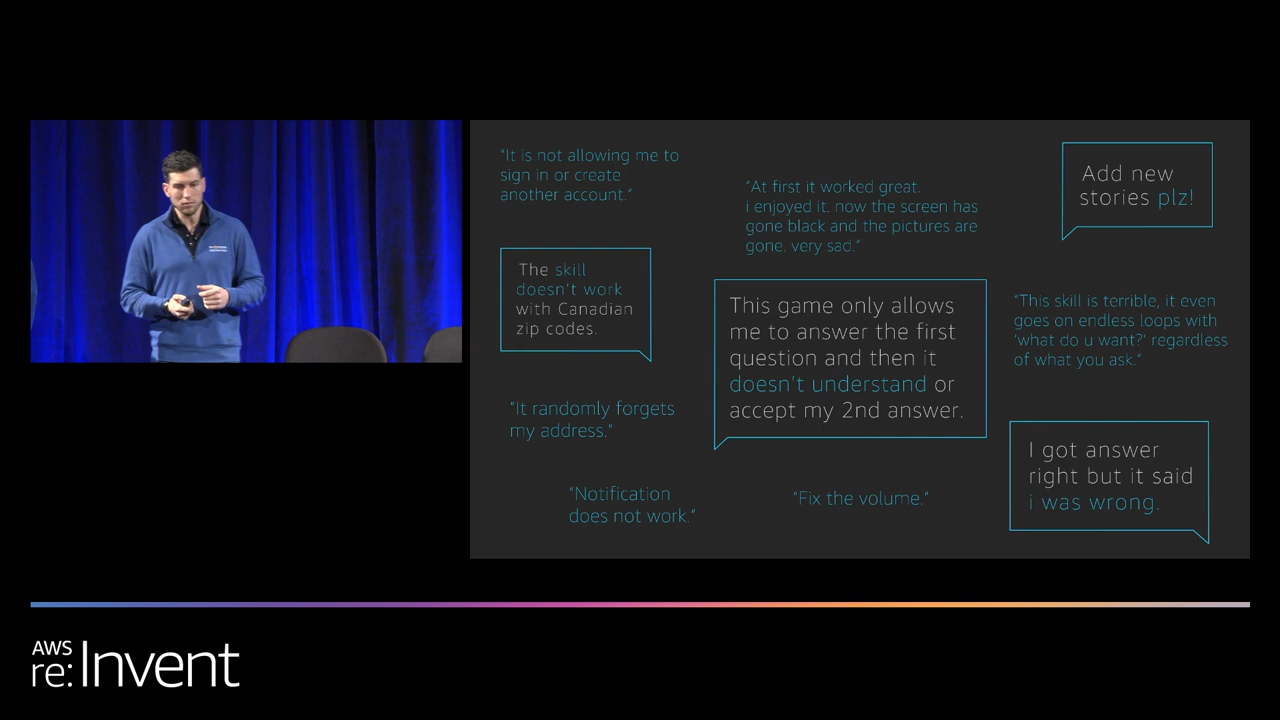 "It is not allowing me to
sign in or create
another account."
"At first it worked great.
i enjoyed it. now the screen has
gone black and the pictures are
gone. very sad."
Add new
stories plz!
The skill
doesn't work
with Canadian
zip codes.
This game only allows
me to answer the first
question and then it
doesn't understand or
accept my 2nd answer.
"This skill is terrible, it even
goes on endless loops with
'what do u want?' regardless
of what you ask."
"It randomly forgets
my address."
I got answer
right but it said
i was wrong.
"Notification
does not work."
"Fix the volume."
AWS
re:Invent